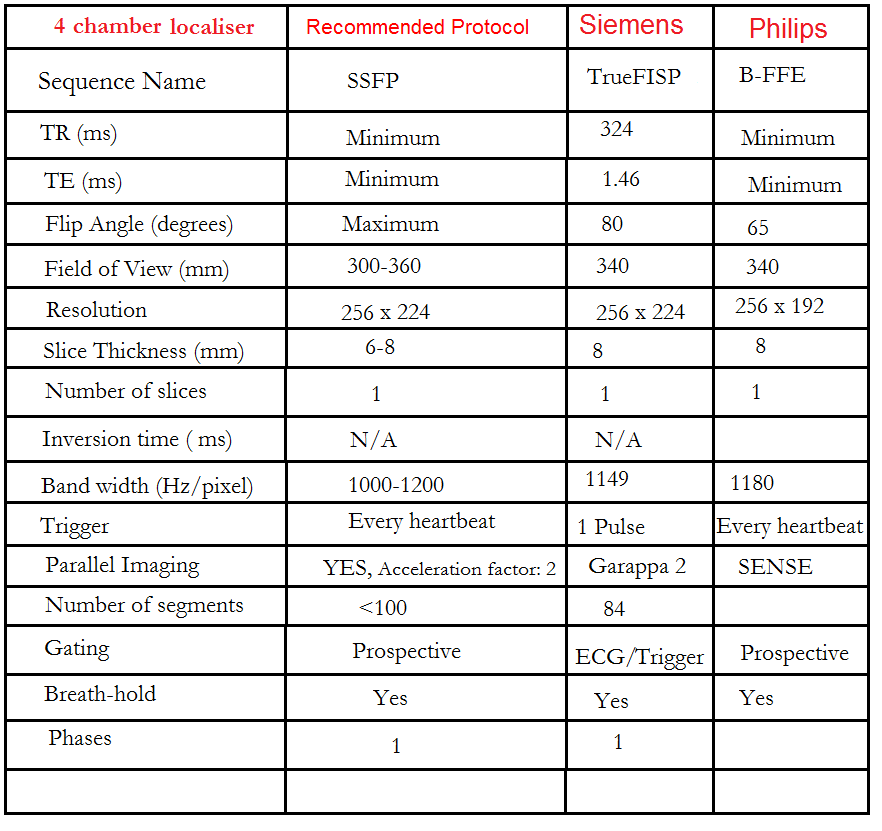 4 chamber localiser Recommended Protocol Siemens Philips
Sequence Name SSFP TrueFISP B-FFE
TR (ms) Minimum 324 Minimum
TE (ms) Minimum 1.46 Minimum
Flip Angle (degrees) Maximum 80 65
Field of View (mm) 300-360 340 340
Resolution 256 x 224 256 x 224 256 x 192
Slice Thickness (mm) 6-8 8 8
Number of slices 1 1 1
Inversion time ( ms) N/A N/A
Band width (Hz/pixel) 1000-1200 1149 1180
Trigger Every heartbeat 1 Pulse Every heartbeat
Parallel Imaging YES, Acceleration factor: 2 Garappa 2 SENSE
Number of segments <100 84
Gating Prospective ECG/Trigger Prospective
Breath-hold Yes Yes Yes
Phases 1 1